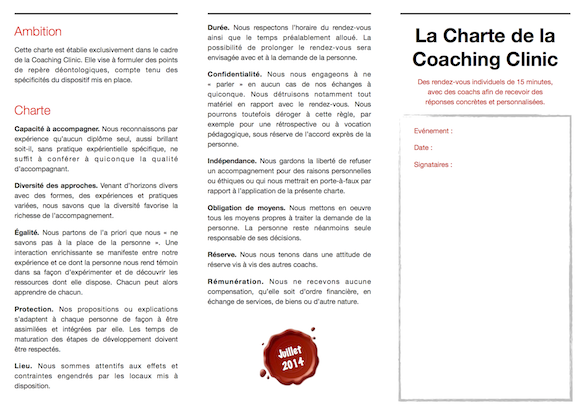 Ambition
Cette charte est établie exclusivement dans le cadre
de la Coaching Clinic. Elle vise à formuler des points
de repère déontologiques, compte tenu des
spécificités du dispositif mis en place.
Charte
Capacité à accompagner. Nous reconnaissons par
expérience qu'aucun diplôme seul, aussi brillant
soit-il, sans pratique expérientielle spécifique, ne
suffit à conférer à quiconque la qualité
d'accompagnant.
Diversité des approches. Venant d'horizons divers
avec des formes, des expériences et pratiques
variées, nous savons que la diversité favorise la
richesse de l'accompagnement.
Égalité. Nous partons de l'a priori que nous « ne
savons pas à la place de la personne ». Une
interaction enrichissante se manifeste entre notre
expérience et ce dont la personne nous rend témoin
dans sa façon d'expérimenter et de découvrir les
ressources dont elle dispose. Chacun peut alors
apprendre de chacun.
Protection. Nos propositions ou explications
s'adaptent à chaque personne de façon à être
assimilées et intégrées par elle. Les temps de
maturation des étapes de développement doivent
être respectés.
Lieu. Nous sommes attentifs aux effets et
contraintes engendrés par les locaux mis à
disposition.
Durée. Nous respectons l'horaire du rendez-vous
ainsi que le temps préalablement alloué. La
possibilité de prolonger le rendez-vous sera
envisagée avec et à la demande de la personne.
Confidentialité. Nous nous engageons à ne
« parler » en aucun cas de nos échanges à
quiconque. Nous détruisons notamment tout
matériel en rapport avec le rendez-vous. Nous
pourrons toutefois déroger à cette règle, par
exemple pour une rétrospective ou à vocation
pédagogique, sous réserve de l'accord exprès de la
personne.
Indépendance. Nous gardons la liberté de refuser
un accompagnement pour des raisons personnelles
ou éthiques ou qui nous mettrait en porte-à-faux par
rapport à l'application de la présente charte.
Obligation de moyens. Nous mettons en oeuvre
tous les moyens propres à traiter la demande de la
personne. La personne reste néanmoins seule
responsable de ses décisions.
Réserve. Nous nous tenons dans une attitude de
réserve vis à vis des autres coachs.
Rémunération. Nous ne recevons aucune
compensation, qu'elle soit d'ordre financière, en
échange de services, de biens ou d'autre nature.
Juillet
2014
La Charte de la
Coaching Clinic
Des rendez-vous individuels de 15 minutes,
avec des coachs afin de recevoir des
réponses concrètes et personnalisées.
Evénement :
Date :
Signataires :